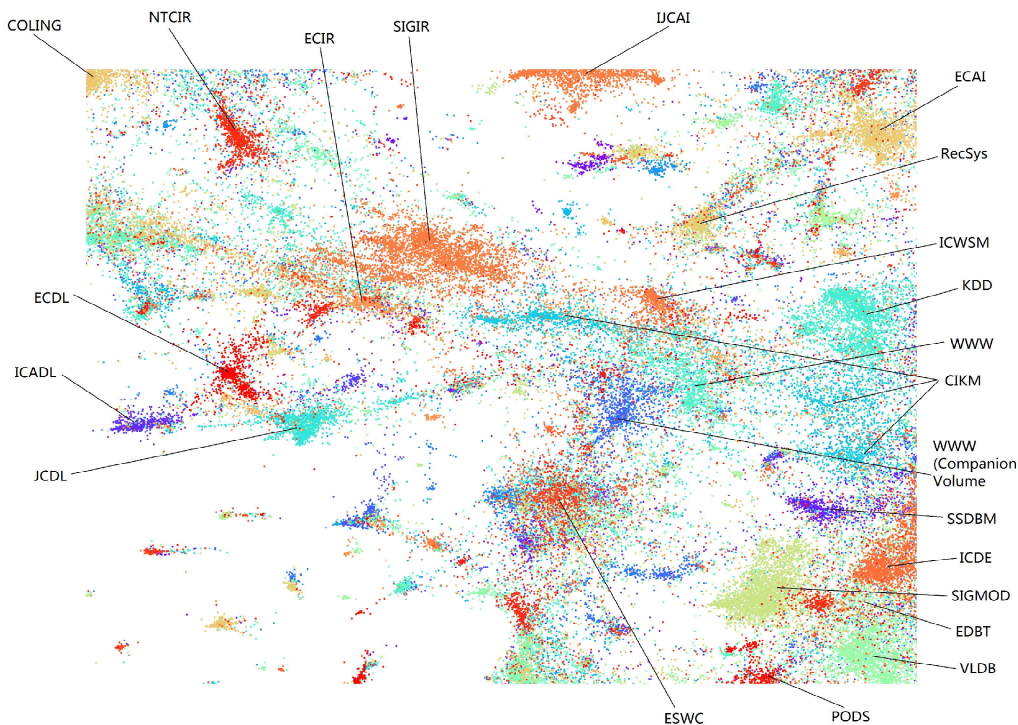 COLING
NTCIR
ECIR
SIGIR
IJCAI
ECAI
RecSys
ICWSM
KDD
ECDL
WWW
ICADL
CIKM
JCDL
WWW
(Companion
Volume
SSDBM
ICDE
SIGMOD
EDBT
VLDB
ESWC
PODS